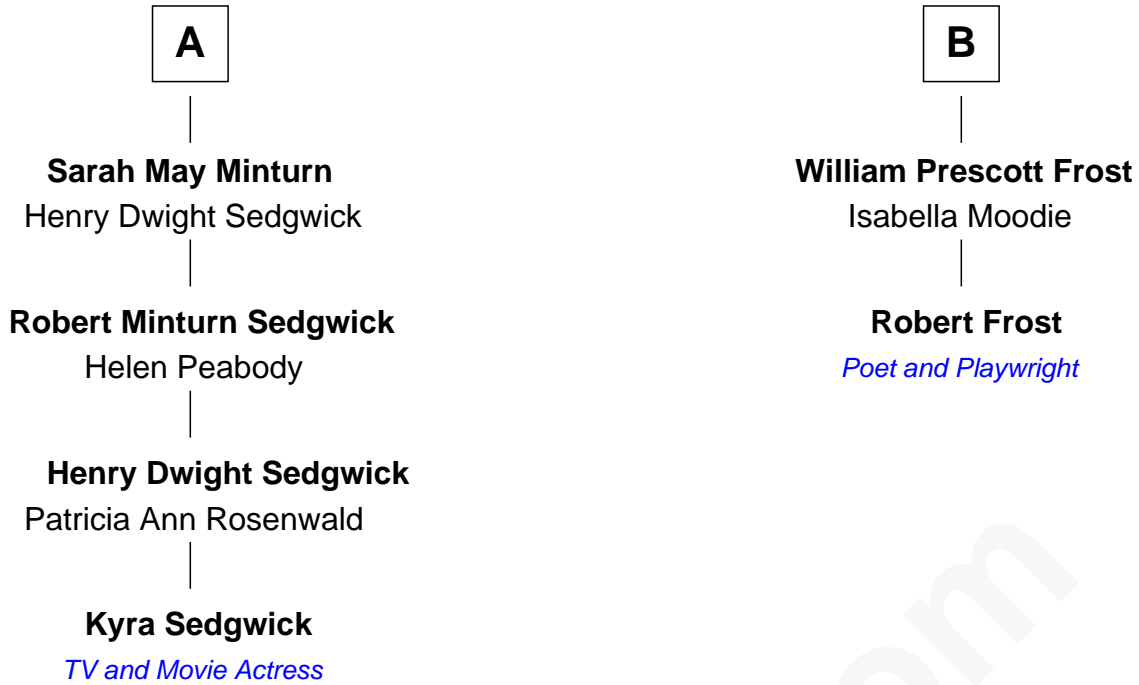 A
Sarah May Minturn
Henry Dwight Sedgwick
Robert Minturn Sedgwick
Helen Peabody
Henry Dwight Sedgwick
Patricia Ann Rosenwald
Kyra Sedgwick
TV and Movie Actress
B
William Prescott Frost
Isabella Moodie
Robert Frost
Poet and Playwright
om